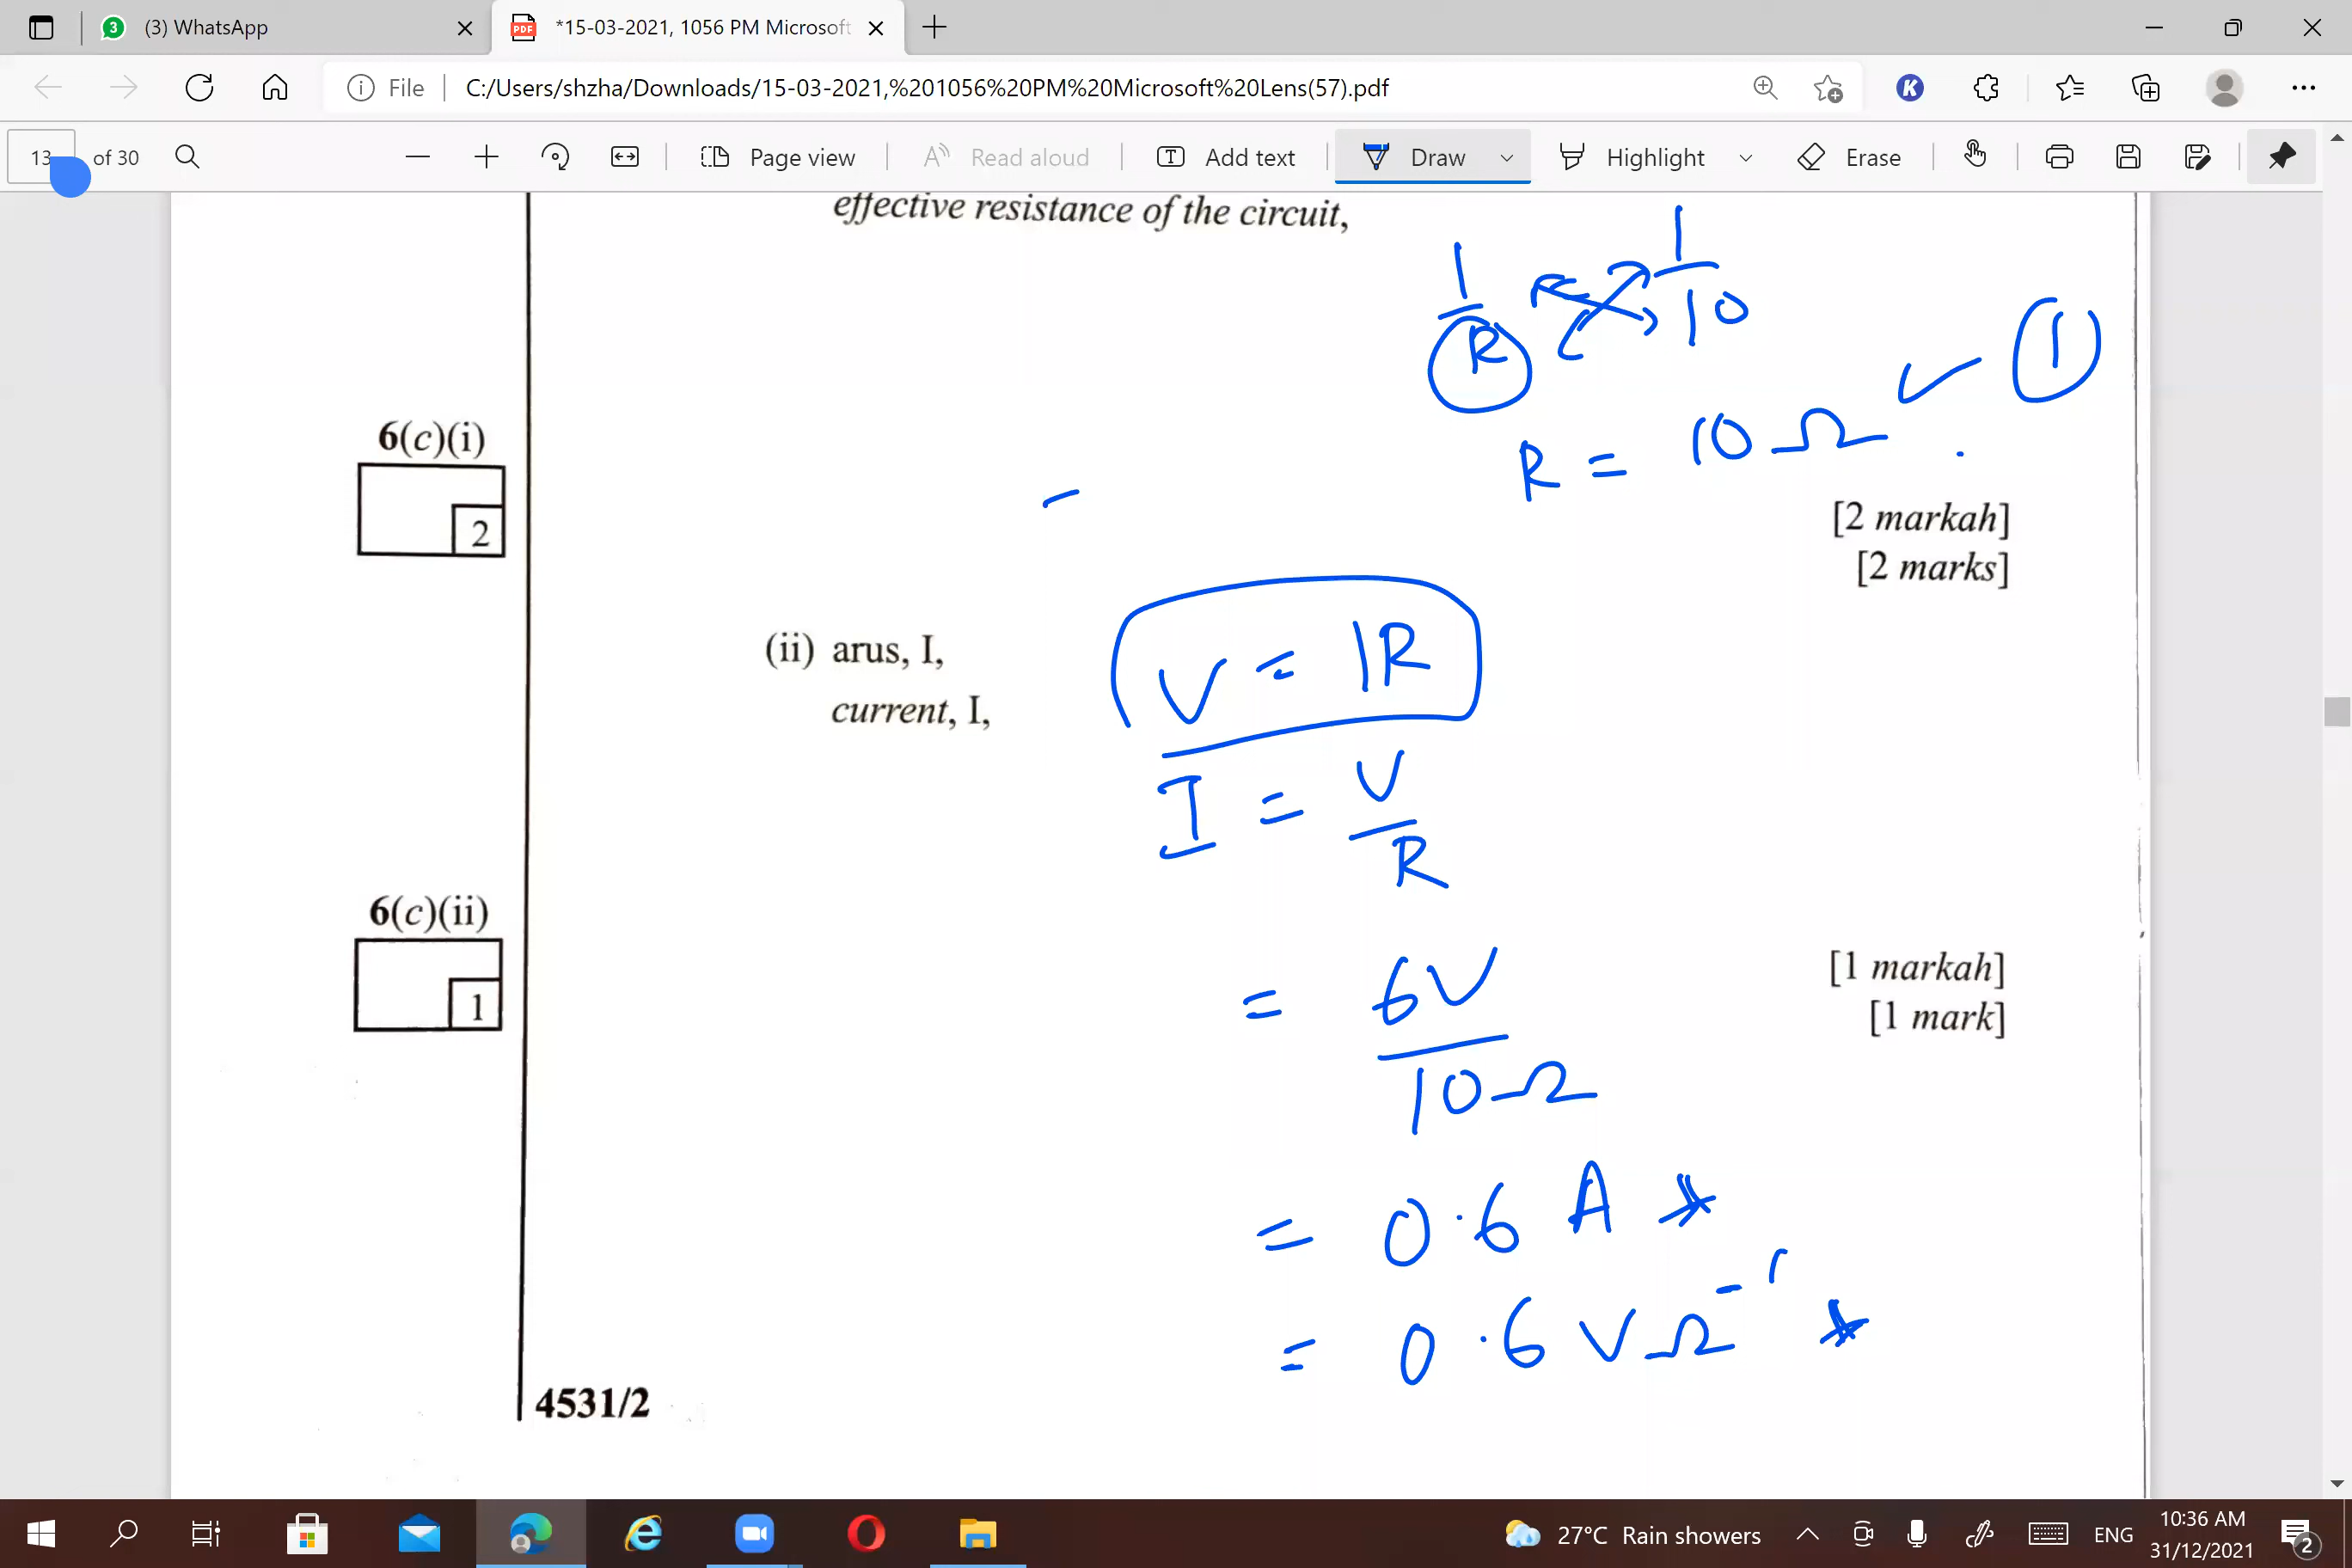 (3) WhatsApp
*15-03-2021, 1056 PM Microsoft
File
C:/Users/shzha/Downloads/15-03-2021,%201056%20PM%20Microsoft%20Lens(57).pdf
13 of 30
Page view
Read aloud
Add text
Draw
Highlight
Erase
effective resistance of the circuit,
1/R 1/10
R = 10 Ω ✓ 1
6(c)(i)
2
[2 markah]
[2 marks]
(ii) arus, I,
current, I,
V = IR
I = V/R
= 6V/10Ω
= 0.6 A
= 0.6 VΩ⁻¹
6(c)(ii)
1
[1 markah]
[1 mark]
4531/2
27°C Rain showers
ENG
10:36 AM
31/12/2021
2